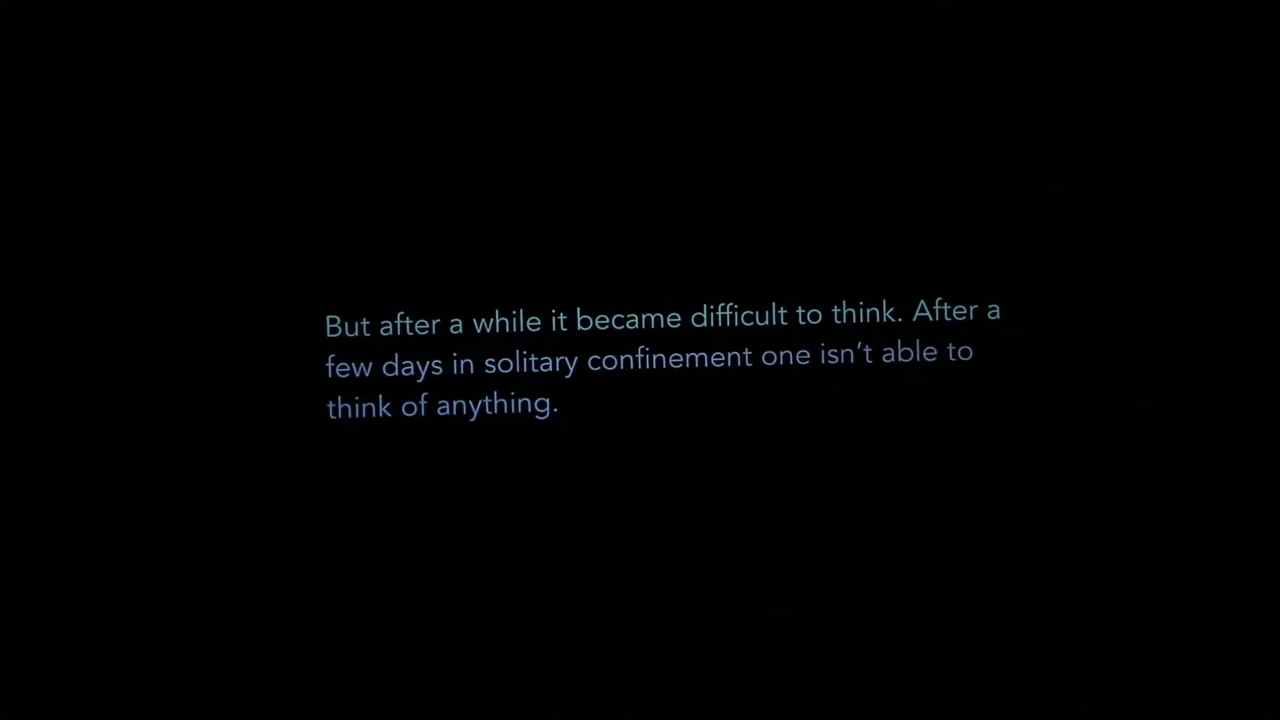 But after a while it became difficult to think. After a
few days in solitary confinement one isn’t able to
think of anything.